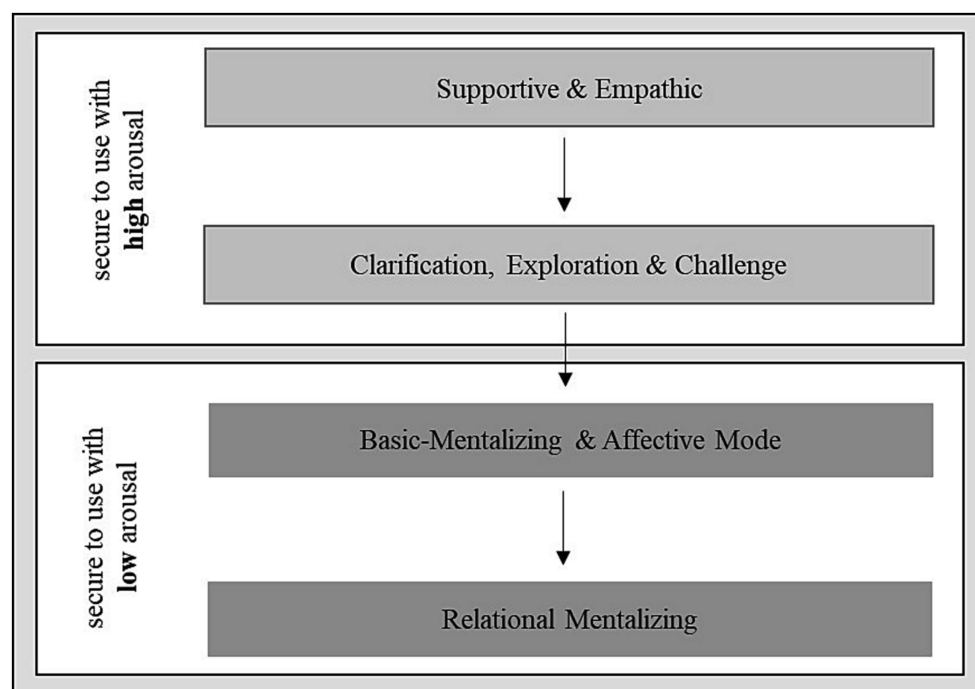 secure to use with
high arousal
Supportive & Empathic
Clarification, Exploration & Challenge
secure to use with
low arousal
Basic-Mentalizing & Affective Mode
Relational Mentalizing